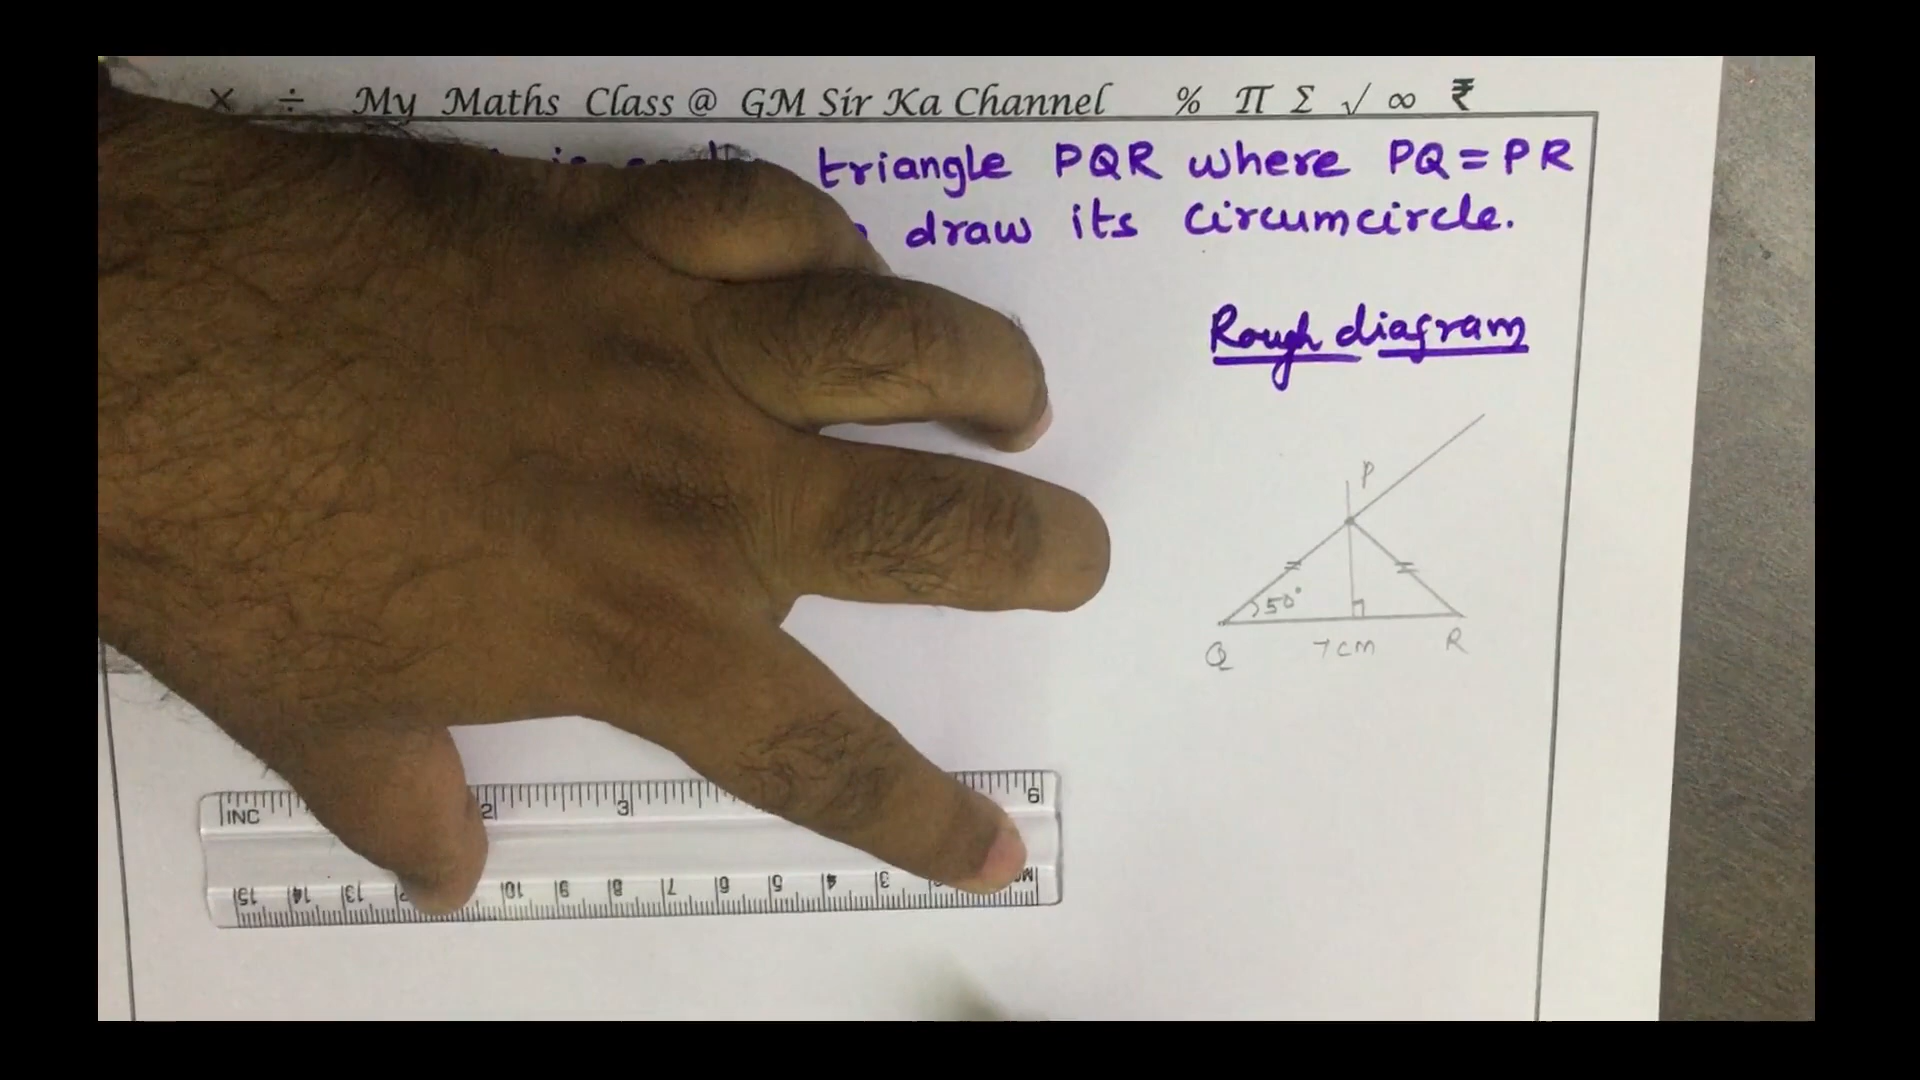 × ÷ My Maths Class @ GM Sir Ka Channel % Π Σ √ ∞ ₹
triangle PQR where PQ = PR
draw its circumcircle.
Rough diagram
P
50°
Q 7cm R
INC 2 3 6
15 14 13 10 9 8 7 6 5 4 3